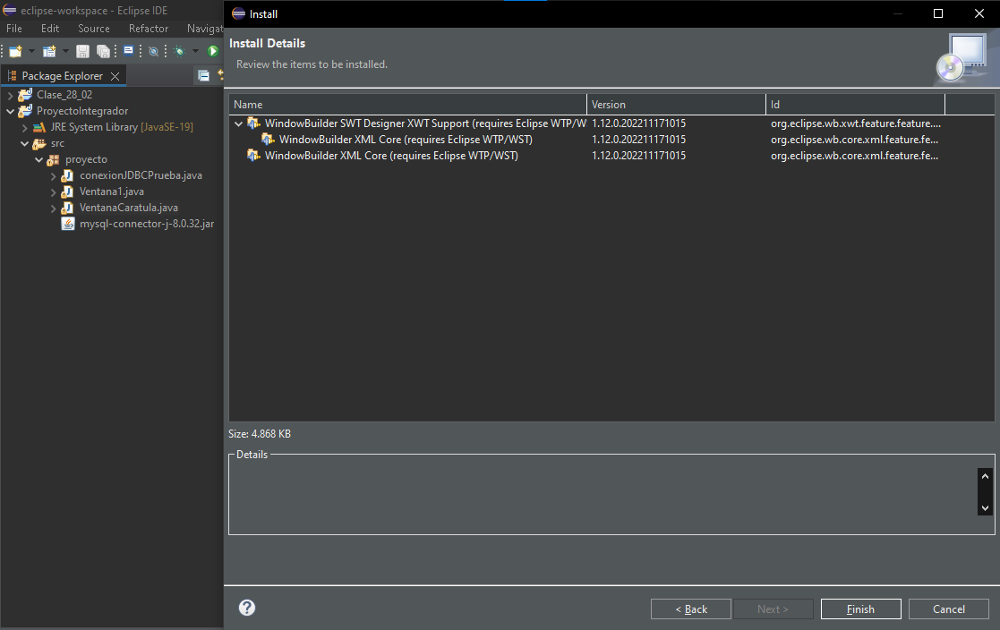 eclipse-workspace - Eclipse IDE
File Edit Source Refactor Navigat
Package Explorer
Clase_28_02
ProyectoIntegrador
JRE System Library [JavaSE-19]
src
proyecto
conexionJDBCPrueba.java
Ventana1.java
VentanaCaratula.java
mysql-connector-j-8.0.32.jar
Install
Install Details
Review the items to be installed.
Name Version Id
WindowBuilder SWT Designer XWT Support (requires Eclipse WTP/W 1.12.0.202211171015 org.eclipse.wb.xwt.feature.feature....
WindowBuilder XML Core (requires Eclipse WTP/WST) 1.12.0.202211171015 org.eclipse.wb.core.xml.feature.fe...
WindowBuilder XML Core (requires Eclipse WTP/WST) 1.12.0.202211171015 org.eclipse.wb.core.xml.feature.fe...
Size: 4.868 KB
Details
< Back Next > Finish Cancel